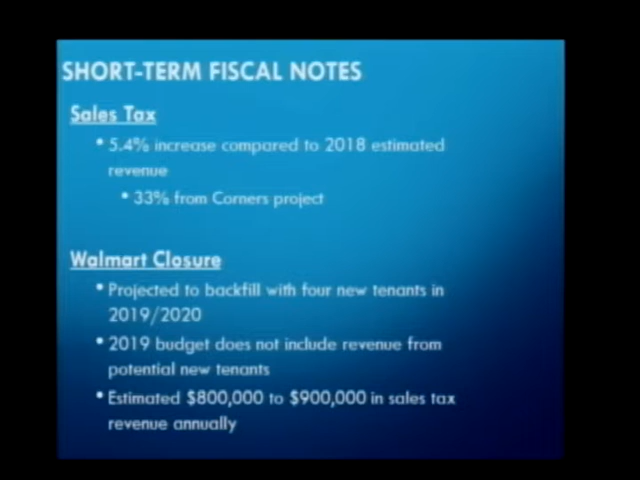 SHORT-TERM FISCAL NOTES
Sales Tax
• 5.4% increase compared to 2018 estimated
revenue
• 33% from Corners project
Walmart Closure
• Projected to backfill with four new tenants in
2019/2020
• 2019 budget does not include revenue from
potential new tenants
• Estimated $800,000 to $900,000 in sales tax
revenue annually